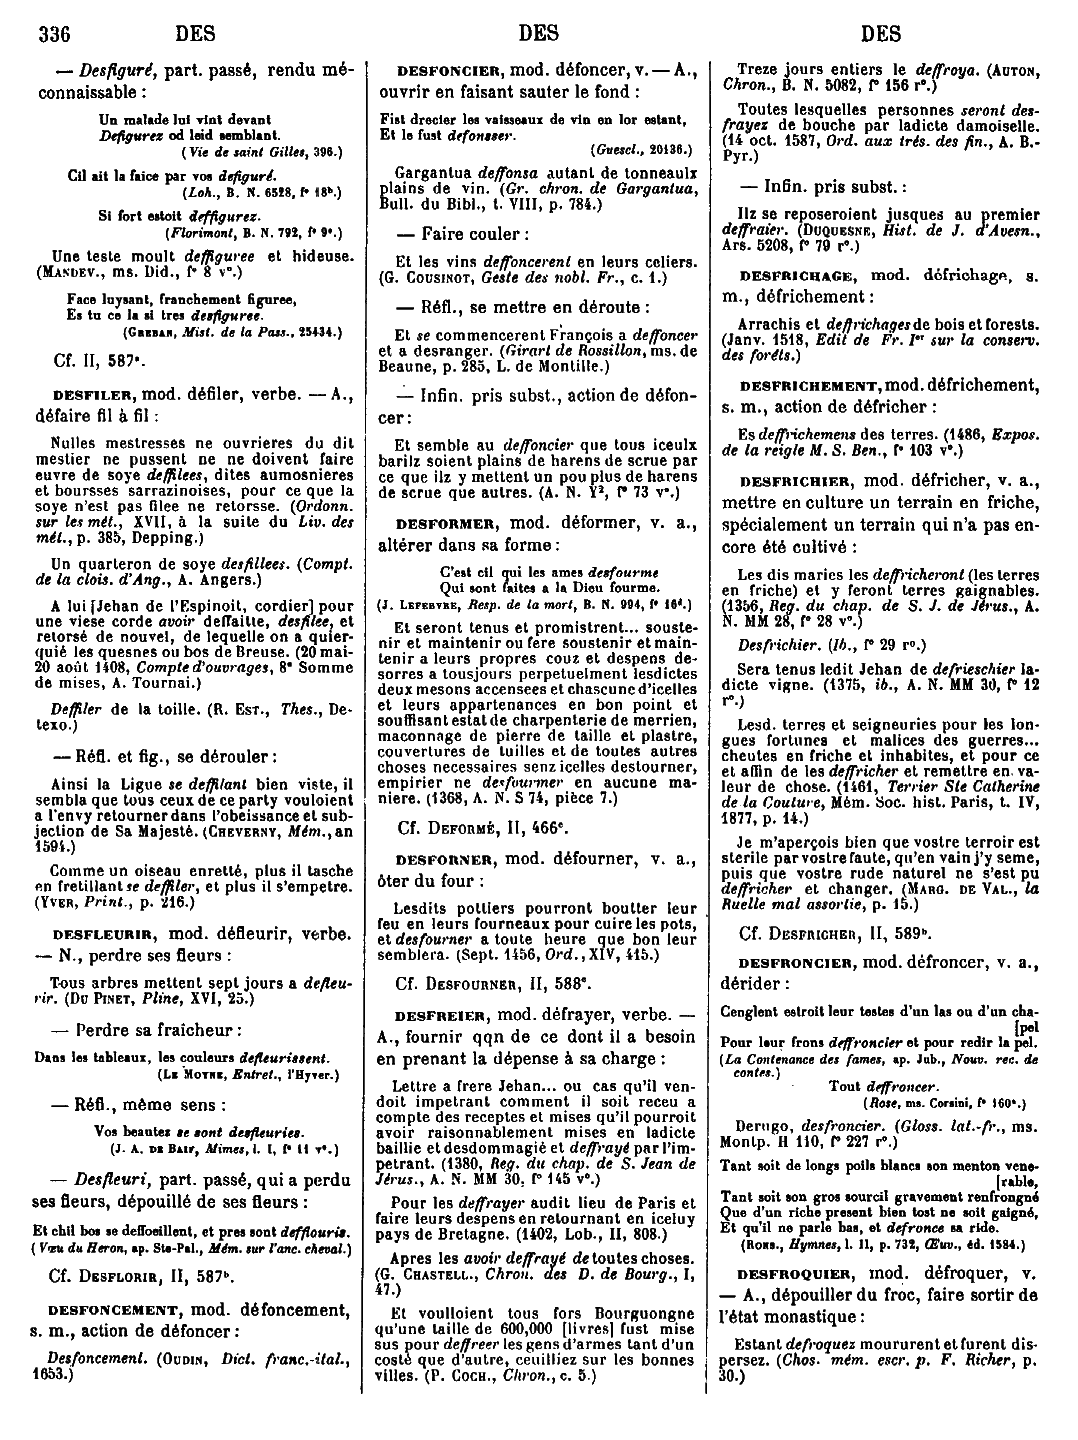 336 DES DES DES
— Desfiguré, part. passé, rendu mé-
connaissable :
Un malade lui vint devant
Defigurez od leid semblant.
(Vie de saint Gilles, 396.)
Cil ait la faice par vos defiguré.
(Loh., B. N. 6528, f° 18ᵇ.)
Si fort estoit deffigurez.
(Florimont, B. N. 792, f° 9ᵉ.)
Une teste moult deffiguree et hideuse.
(MANDEV., ms. Did., f° 8 v°.)
Face luysant, franchement figuree,
Es tu ce la si tres desfiguree.
(GREBAN, Mist. de la Pass., 25434.)
Cf. II, 587ᵃ.
DESFILER, mod. défiler, verbe. — A.,
défaire fil à fil :
Nulles mestresses ne ouvrieres du dit
mestier ne pussent ne ne doivent faire
euvre de soye deffilees, dites aumosnieres
et boursses sarrazinoises, pour ce que la
soye n'est pas filee ne retorsse. (Ordonn.
sur les mét., XVII, à la suite du Liv. des
mét., p. 385, Depping.)
Un quarteron de soye desfillees. (Compt.
de la clois. d'Ang., A. Angers.)
A lui [Jehan de l'Espinoit, cordier] pour
une viese corde avoir deffaitte, desfilee, et
retorsé de nouvel, de lequelle on a quier-
quié les quesnes ou bos de Breuse. (20 mai-
20 août 1408, Compte d'ouvrages, 8ᵉ Somme
de mises, A. Tournai.)
Deffiler de la toille. (R. EST., Thes., De-
texo.)
— Réfl. et fig., se dérouler :
Ainsi la Ligue se deffilant bien viste, il
sembla que tous ceux de ce party vouloient
a l'envy retourner dans l'obeissance et sub-
jection de Sa Majesté. (CHEVERNY, Mém., an
1594.)
Comme un oiseau enretté, plus il tasche
en fretillant se deffiler, et plus il s'empetre.
(YVER, Print., p. 216.)
DESFLEURIR, mod. défleurir, verbe.
— N., perdre ses fleurs :
Tous arbres mettent sept jours a defleu-
rir. (DU PINET, Pline, XVI, 25.)
— Perdre sa fraîcheur :
Dans les tableaux, les couleurs defleurissent.
(LE MOYNE, Entret., l'Hyver.)
— Réfl., même sens :
Vos beautez se sont desfleuries.
(J. A. DE BAIF, Mimes, l. I, f° 11 v°.)
— Desfleuri, part. passé, qui a perdu
ses fleurs, dépouillé de ses fleurs :
Et chil bos se deffoeillent, et pres sont deffiouris.
(Vœu du Heron, ap. Ste-Pal., Mém. sur l'anc. cheval.)
Cf. DESFLORIR, II, 587ᵇ.
DESFONCEMENT, mod. défoncement,
s. m., action de défoncer :
Desfoncement. (OUDIN, Dict. franc.-ital.,
1653.)
DESFONCIER, mod. défoncer, v. — A.,
ouvrir en faisant sauter le fond :
Fist drecier les vaisseaux de vin en lor estant,
Et le fust defonsser.
(Guescl., 20136.)
Gargantua deffonsa autant de tonneaulx
plains de vin. (Gr. chron. de Gargantua,
Bull. du Bibl., t. VIII, p. 784.)
— Faire couler :
Et les vins deffoncerent en leurs celiers.
(G. COUSINOT, Geste des nobl. Fr., c. 1.)
— Réfl., se mettre en déroute :
Et se commencerent François a deffoncer
et a desranger. (Girart de Rossillon, ms. de
Beaune, p. 285, L. de Montille.)
— Infin. pris subst., action de défon-
cer :
Et semble au deffoncier que tous iceulx
barilz soient plains de harens de scrue par
ce que ilz y mettent un pou plus de harens
de scrue que autres. (A. N. Y², f° 73 v°.)
DESFORMER, mod. déformer, v. a.,
altérer dans sa forme :
C'est cil qui les ames desfourme
Qui sont faites a la Dieu fourme.
(J. LEFEBVRE, Resp. de la mort, B. N. 994, f° 16ᵈ.)
Et seront tenus et promistrent... souste-
nir et maintenir ou fere soustenir et main-
tenir a leurs propres couz et despens de-
sorres a tousjours perpetuelment lesdictes
deux mesons accensees et chascune d'icelles
et leurs appartenances en bon point et
souffisant estat de charpenterie de merrien,
maconnage de pierre de taille et plastre,
couvertures de tuilles et de toutes autres
choses necessaires senz icelles destourner,
empirier ne desfourmer en aucune ma-
niere. (1368, A. N. S 74, pièce 7.)
Cf. DEFORMÉ, II, 466ᶜ.
DESFORNER, mod. défourner, v. a.,
ôter du four :
Lesdits pottiers pourront boutter leur
feu en leurs fourneaux pour cuire les pots,
et desfourner a toute heure que bon leur
semblera. (Sept. 1456, Ord., XIV, 415.)
Cf. DESFOURNER, II, 588ᵉ.
DESFREIER, mod. défrayer, verbe. —
A., fournir qqn de ce dont il a besoin
en prenant la dépense à sa charge :
Lettre a frere Jehan... ou cas qu'il ven-
doit impetrant comment il soit receu a
compte des receptes et mises qu'il pourroit
avoir raisonnablement mises en ladicte
baillie et desdommagié et deffrayé par l'im-
petrant. (1380, Reg. du chap. de S. Jean de
Jérus., A. N. MM 30, f° 145 v°.)
Pour les deffrayer audit lieu de Paris et
faire leurs despens en retournant en iceluy
pays de Bretagne. (1402, Lob., II, 808.)
Apres les avoir deffrayé de toutes choses.
(G. CHASTELL., Chron. des D. de Bourg., I,
47.)
Et voulloient tous fors Bourguongne
qu'une taille de 600,000 [livres] fust mise
sus pour deffreer les gens d'armes tant d'un
costé que d'autre, ceuilliez sur les bonnes
villes. (P. COCH., Chron., c. 5.)
Treze jours entiers le deffroya. (AUTON,
Chron., B. N. 5082, f° 156 r°.)
Toutes lesquelles personnes seront des-
frayez de bouche par ladicte damoiselle.
(14 oct. 1587, Ord. aux trés. des fin., A. B.-
Pyr.)
— Infin. pris subst. :
Ilz se reposeroient jusques au premier
deffraier. (DUQUESNE, Hist. de J. d'Avesn.,
Ars. 5208, f° 79 r°.)
DESFRICHAGE, mod. défrichage, s.
m., défrichement :
Arrachis et deffrichages de bois et forests.
(Janv. 1518, Edit de Fr. Iᵉʳ sur la conserv.
des foréts.)
DESFRICHEMENT, mod. défrichement,
s. m., action de défricher :
Es deffrichemens des terres. (1486, Expos.
de la reigle M. S. Ben., f° 103 v°.)
DESFRICHIER, mod. défricher, v. a.,
mettre en culture un terrain en friche,
spécialement un terrain qui n'a pas en-
core été cultivé :
Les dis maries les deffricheront (les terres
en friche) et y feront terres gaignables.
(1356, Reg. du chap. de S. J. de Jérus., A.
N. MM 28, f° 28 v°.)
Desfrichier. (Ib., f° 29 r°.)
Sera tenus ledit Jehan de defrieschier la-
dicte vigne. (1375, ib., A. N. MM 30, f° 12
r°.)
Lesd. terres et seigneuries pour les lon-
gues fortunes et malices des guerres...
cheutes en friche et inhabites, et pour ce
et affin de les deffricher et remettre en va-
leur de chose. (1461, Terrier Ste Catherine
de la Couture, Mém. Soc. hist. Paris, t. IV,
1877, p. 14.)
Je m'aperçois bien que vostre terroir est
sterile par vostre faute, qu'en vain j'y seme,
puis que vostre rude naturel ne s'est pu
deffricher et changer. (MARG. DE VAL., la
Ruelle mal assortie, p. 15.)
Cf. DESFRICHER, II, 589ᵇ.
DESFRONCIER, mod. défroncer, v. a.,
dérider :
Cenglent estroit leur testes d'un las ou d'un cha-
[pel
Pour leur frons deffroncier et pour redir la pel.
(La Contenance des fames, ap. Jub., Nouv. rec. de
contes.)
Tout deffroncer.
(Rose, ms. Corsini, f° 160ᵉ.)
Derugo, desfroncier. (Gloss. lat.-fr., ms.
Montp. H 110, f° 227 r°.)
Tant soit de longs poils blancs son menton vene-
[rable,
Tant soit son gros sourcil gravement renfrongné
Que d'un riche present bien tost ne soit gaigné,
Et qu'il ne parle bas, et defronce sa ride.
(RONS., Hymnes, l. II, p. 732, Œuv., éd. 1584.)
DESFROQUIER, mod. défroquer, v.
— A., dépouiller du froc, faire sortir de
l'état monastique :
Estant defroquez moururent et furent dis-
persez. (Chos. mém. escr. p. F. Richer, p.
30.)